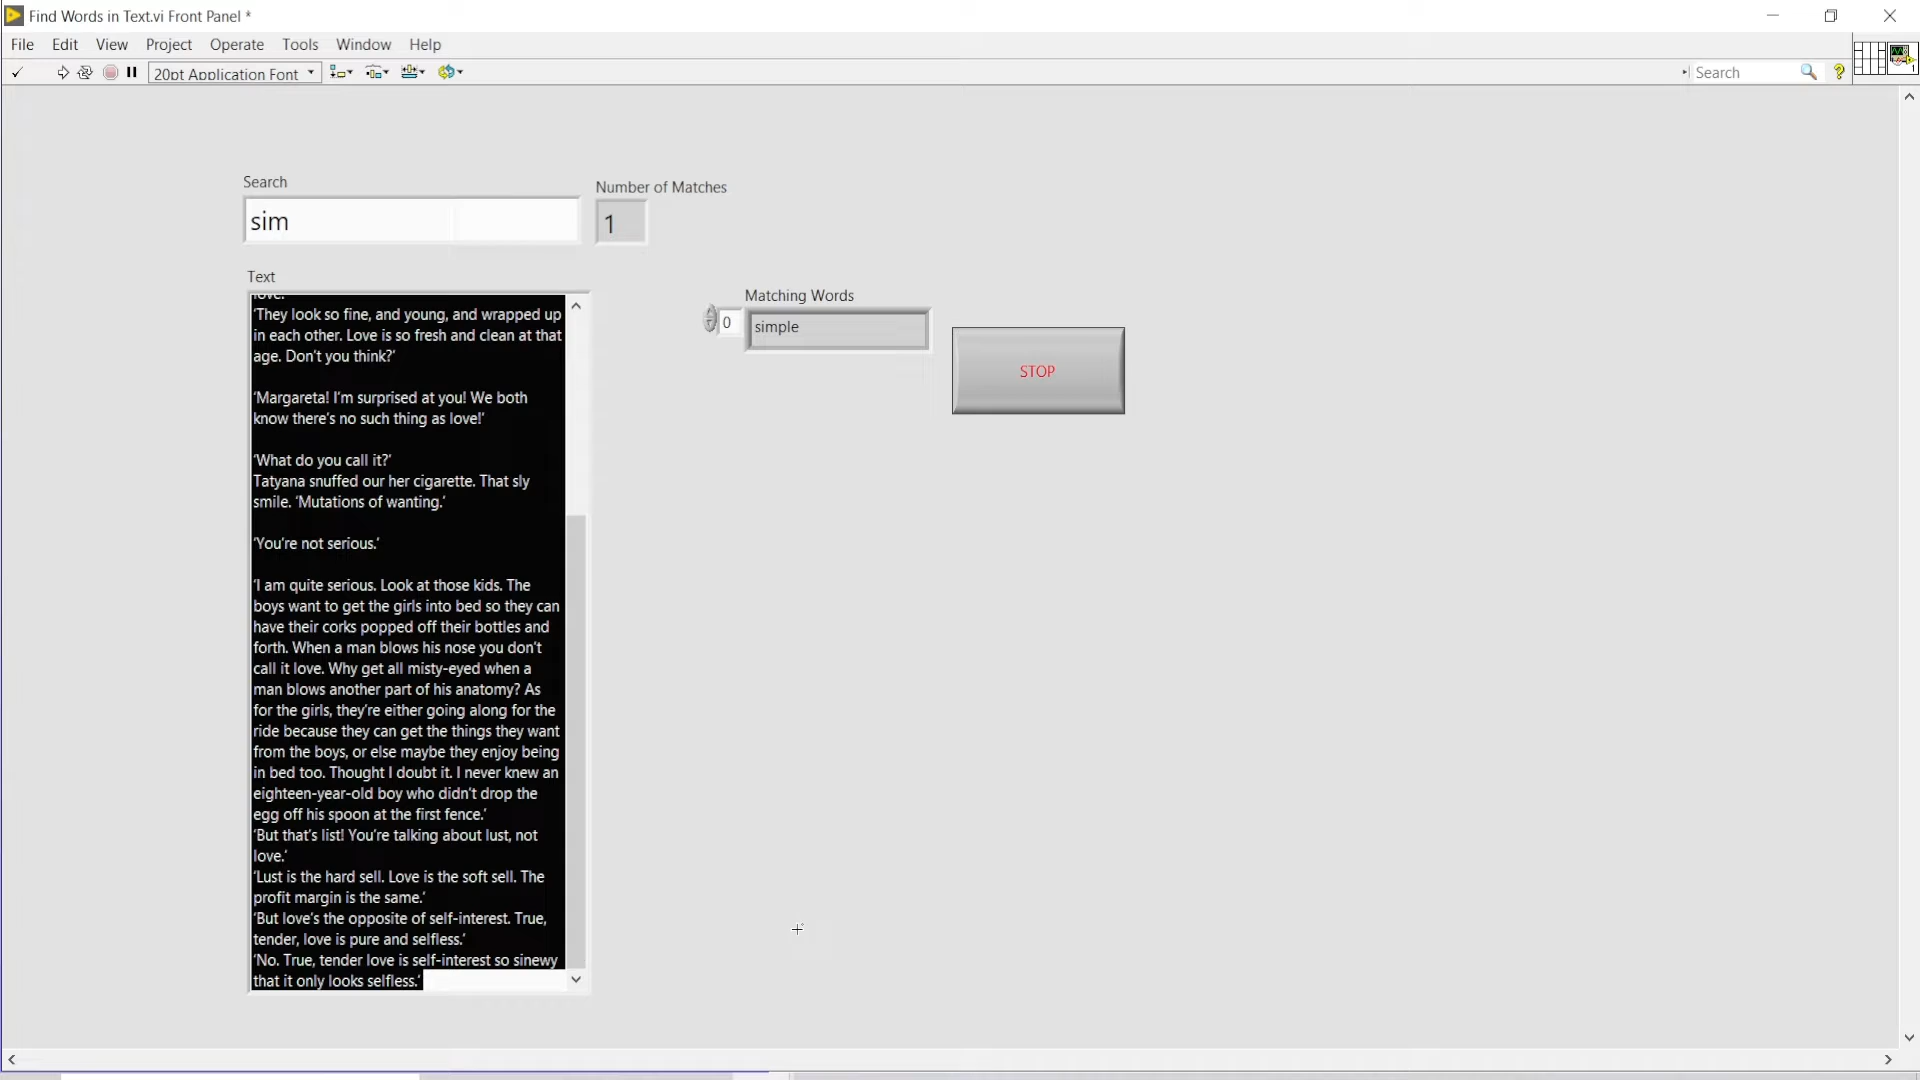 Find Words in Text.vi Front Panel *
File Edit View Project Operate Tools Window Help
20pt Application Font
Search
1
Search
Number of Matches
sim
1
Text
Matching Words
0
simple
STOP
love.
‘They look so fine, and young, and wrapped up
in each other. Love is so fresh and clean at that
age. Don’t you think?’
‘Margareta! I’m surprised at you! We both
know there’s no such thing as love!’
‘What do you call it?’
Tatyana snuffed our her cigarette. That sly
smile. ‘Mutations of wanting.’
‘You’re not serious.’
‘I am quite serious. Look at those kids. The
boys want to get the girls into bed so they can
have their corks popped off their bottles and
forth. When a man blows his nose you don’t
call it love. Why get all misty-eyed when a
man blows another part of his anatomy? As
for the girls, they’re either going along for the
ride because they can get the things they want
from the boys, or else maybe they enjoy being
in bed too. Thought I doubt it. I never knew an
eighteen-year-old boy who didn’t drop the
egg off his spoon at the first fence.’
‘But that’s list! You’re talking about lust, not
love.’
‘Lust is the hard sell. Love is the soft sell. The
profit margin is the same.’
‘But love’s the opposite of self-interest. True,
tender, love is pure and selfless.’
‘No. True, tender love is self-interest so sinewy
that it only looks selfless.’